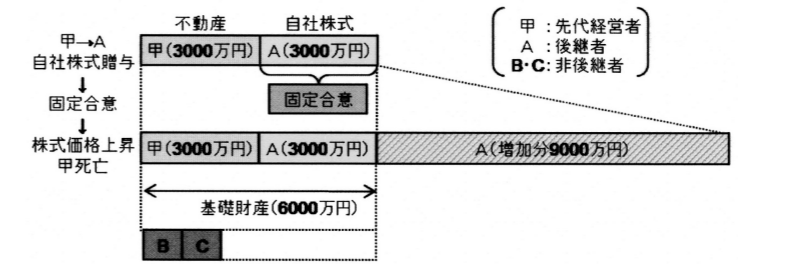 不動産 自社株式
甲→A
自社株式贈与
甲(3000万円) A(3000万円)
甲:先代経営者
A:後継者
B・C:非後継者
↓
固定合意
固定合意
↓
株式価格上昇
甲死亡
甲(3000万円) A(3000万円) A(増加分9000万円)
基礎財産(6000万円)
B C